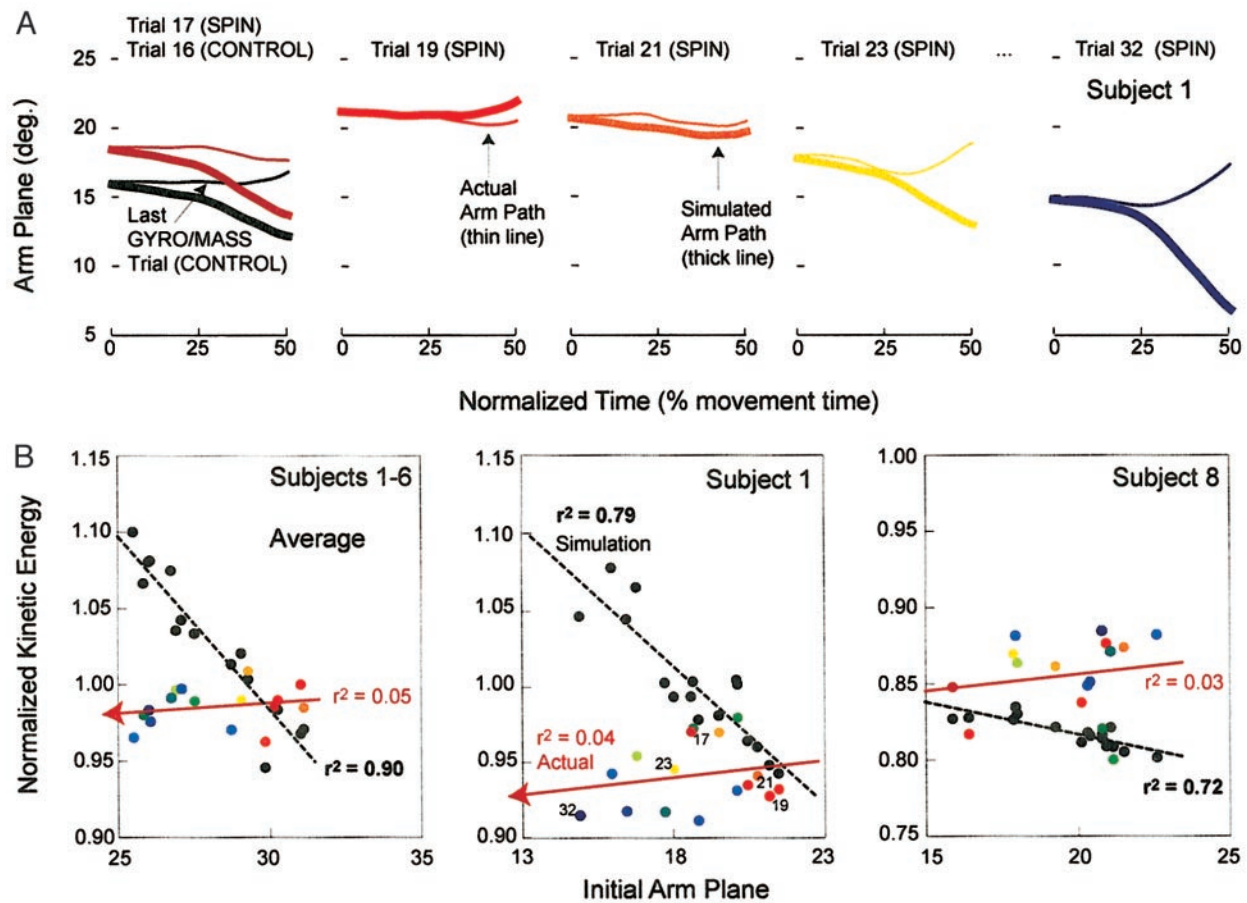 A
Trial 17 (SPIN)
Trial 16 (CONTROL)
Trial 19 (SPIN)
Trial 21 (SPIN)
Trial 23 (SPIN)
...
Trial 32 (SPIN)
Subject 1
Arm Plane (deg.)
25
20
15
10
5
Last
GYRO/MASS
Trial (CONTROL)
Actual
Arm Path
(thin line)
Simulated
Arm Path
(thick line)
0 25 50
0 25 50
0 25 50
0 25 50
0 25 50
Normalized Time (% movement time)
B
Normalized Kinetic Energy
1.15
1.10
1.05
1.00
0.95
0.90
Subjects 1-6
Average
r² = 0.05
r² = 0.90
25 30 35
1.15
1.10
1.05
1.00
0.95
0.90
Subject 1
r² = 0.79
Simulation
r² = 0.04
Actual
17
23
21
19
32
13 18 23
1.00
0.95
0.90
0.85
0.80
0.75
Subject 8
r² = 0.03
r² = 0.72
15 20 25
Initial Arm Plane